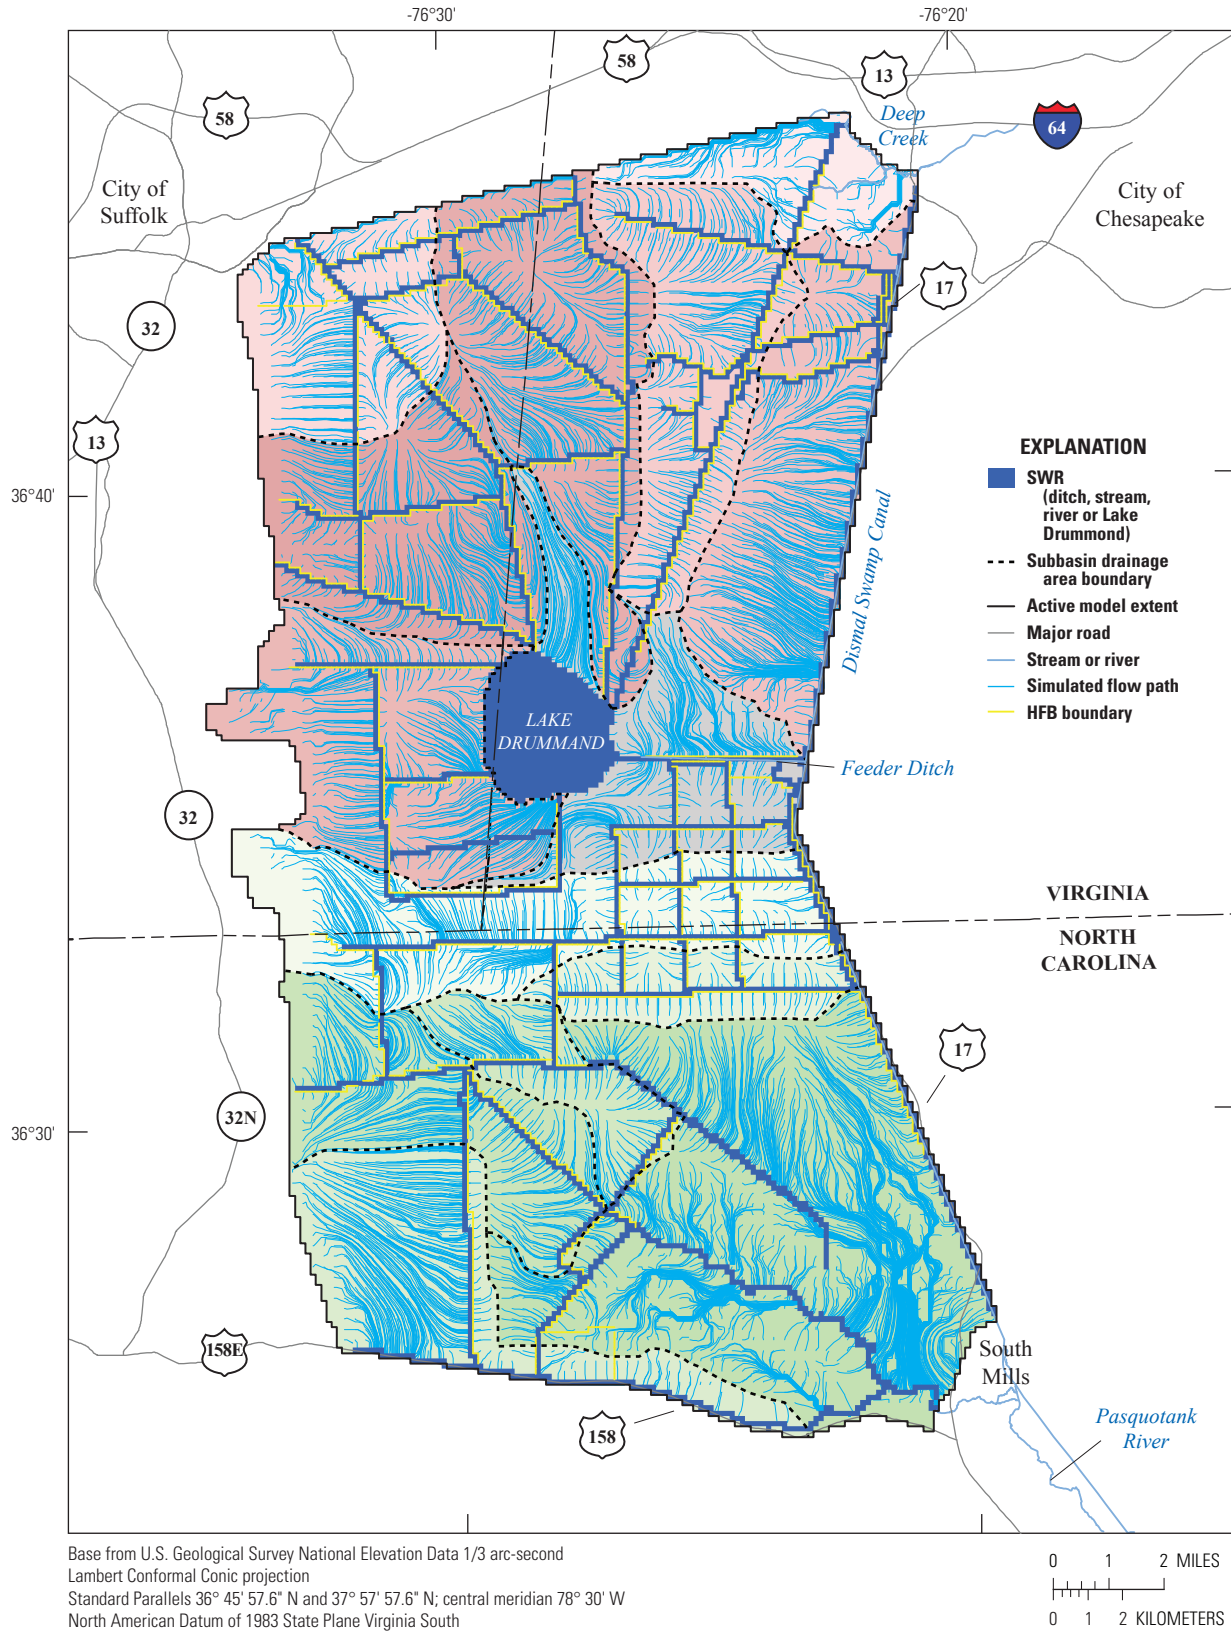 -76°30'
-76°20'
58
13
58
Deep
Creek
64
City of
Suffolk
City of
Chesapeake
17
32
13
EXPLANATION
SWR
(ditch, stream,
river or Lake
Drummond)
Subbasin drainage
area boundary
Active model extent
Major road
Stream or river
Simulated flow path
HFB boundary
36°40'
Dismal Swamp Canal
LAKE
DRUMMAND
Feeder Ditch
32
VIRGINIA
NORTH
CAROLINA
17
32N
36°30'
158E
South
Mills
158
Pasquotank
River
Base from U.S. Geological Survey National Elevation Data 1/3 arc-second
Lambert Conformal Conic projection
Standard Parallels 36° 45' 57.6" N and 37° 57' 57.6" N; central meridian 78° 30' W
North American Datum of 1983 State Plane Virginia South
0 1 2 MILES
0 1 2 KILOMETERS